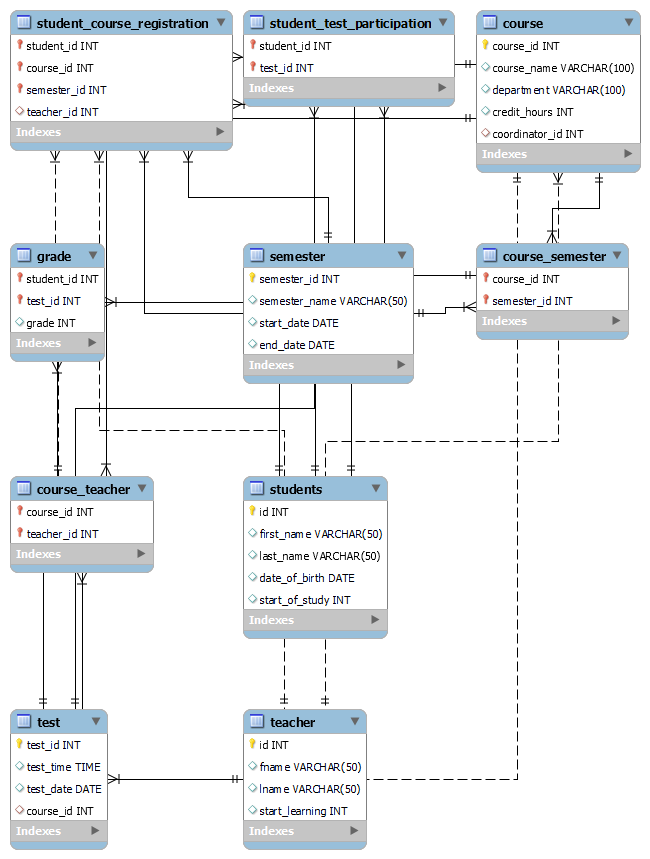 student_course_registration
student_id INT
course_id INT
semester_id INT
teacher_id INT
Indexes
student_test_participation
student_id INT
test_id INT
Indexes
course
course_id INT
course_name VARCHAR(100)
department VARCHAR(100)
credit_hours INT
coordinator_id INT
Indexes
grade
student_id INT
test_id INT
grade INT
Indexes
semester
semester_id INT
semester_name VARCHAR(50)
start_date DATE
end_date DATE
Indexes
course_semester
course_id INT
semester_id INT
Indexes
course_teacher
course_id INT
teacher_id INT
Indexes
students
id INT
first_name VARCHAR(50)
last_name VARCHAR(50)
date_of_birth DATE
start_of_study INT
Indexes
test
test_id INT
test_time TIME
test_date DATE
course_id INT
Indexes
teacher
id INT
fname VARCHAR(50)
lname VARCHAR(50)
start_learning INT
Indexes